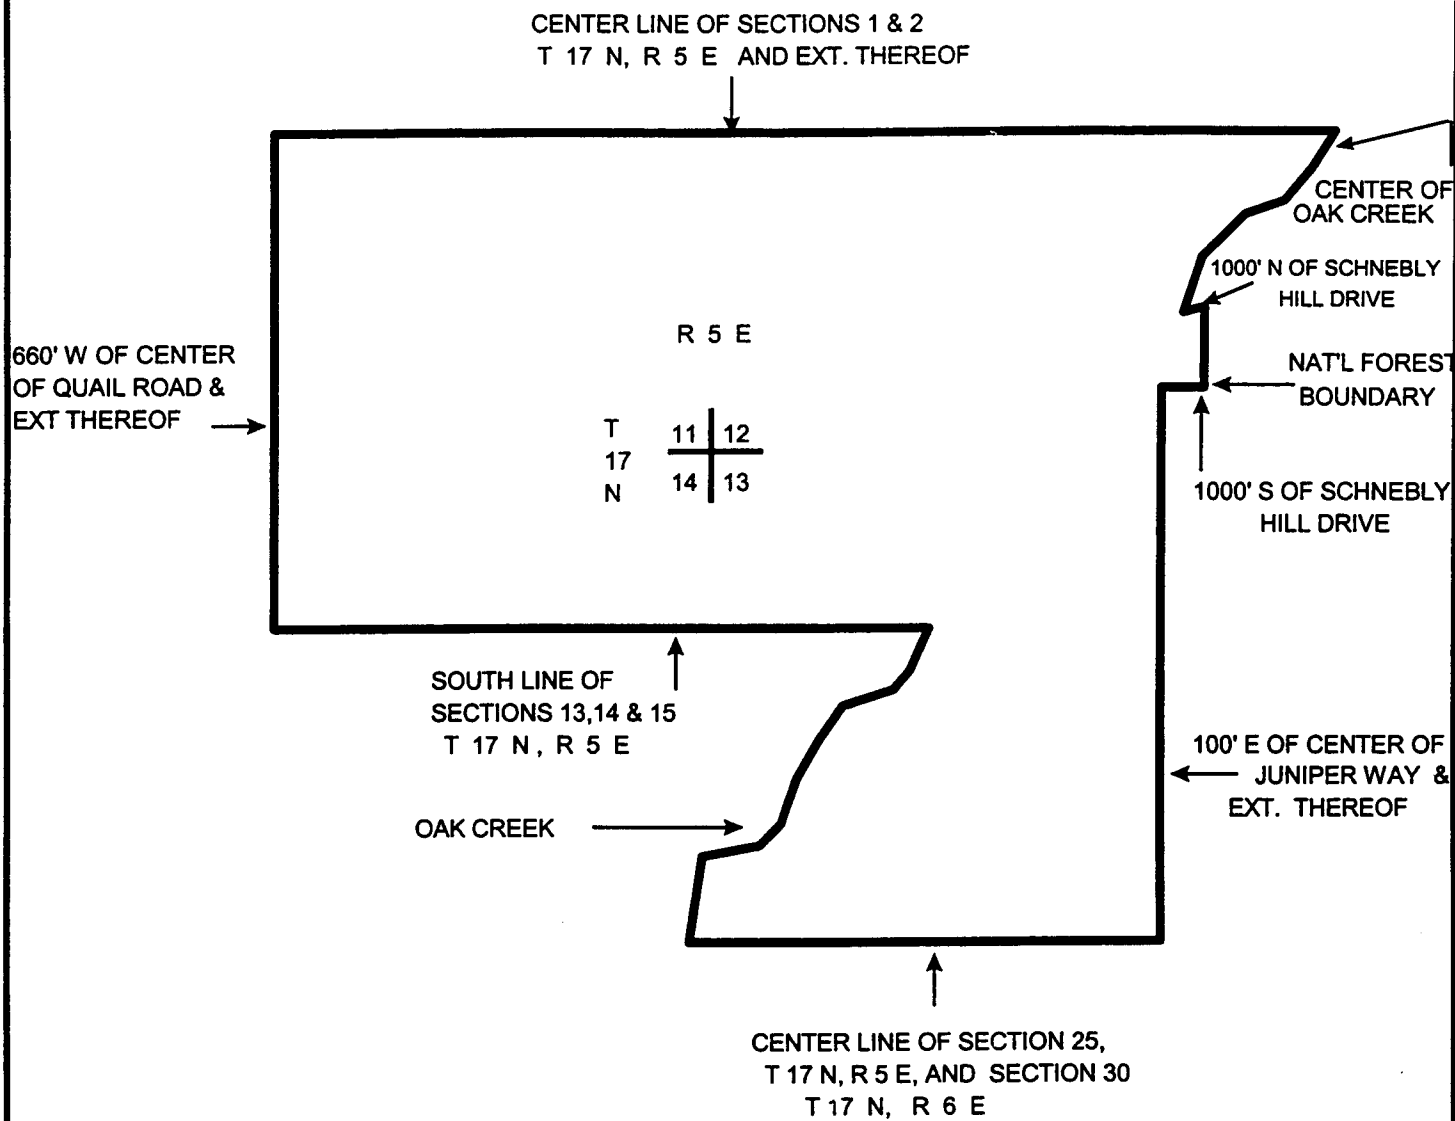 CENTER LINE OF SECTIONS 1 & 2
T 17 N, R 5 E AND EXT. THEREOF
CENTER OF
OAK CREEK
1000' N OF SCHNEBLY
HILL DRIVE
R 5 E
660' W OF CENTER
OF QUAIL ROAD &
EXT THEREOF
NAT'L FOREST
BOUNDARY
T
17
N
11 12
14 13
1000' S OF SCHNEBLY
HILL DRIVE
SOUTH LINE OF
SECTIONS 13,14 & 15
T 17 N, R 5 E
100' E OF CENTER OF
JUNIPER WAY &
EXT. THEREOF
OAK CREEK
CENTER LINE OF SECTION 25,
T 17 N, R 5 E, AND SECTION 30
T 17 N, R 6 E